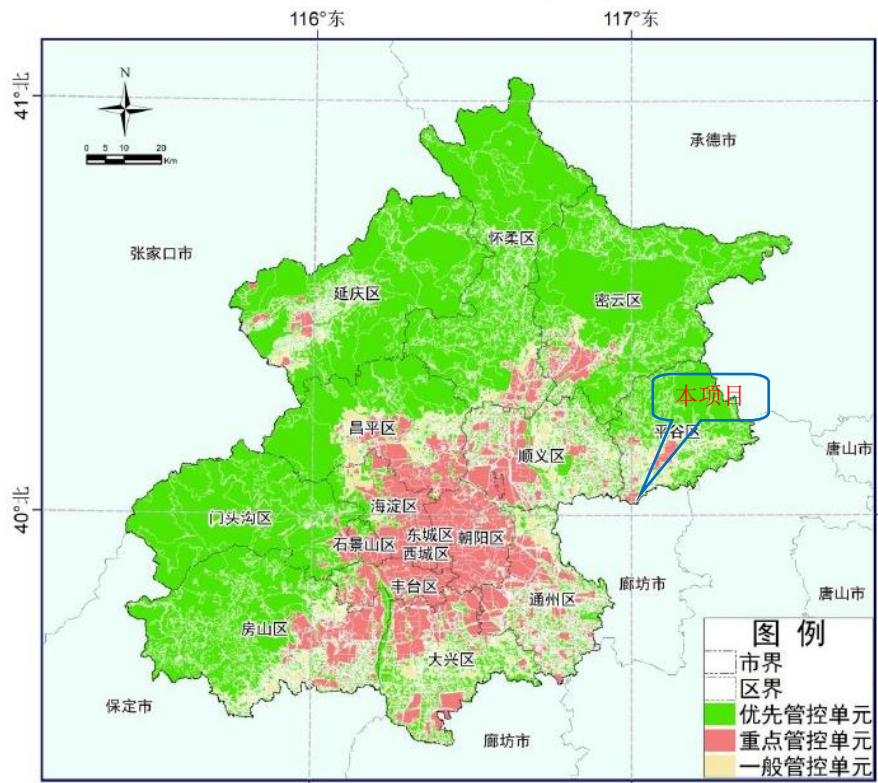 116°东
117°东
41°北
N
0 5 10 20
Km
承德市
怀柔区
张家口市
延庆区
密云区
本项目
昌平区
平谷区
顺义区
唐山市
40°北
海淀区
门头沟区
东城区
朝阳区
石景山区
西城区
丰台区
廊坊市
通州区
唐山市
房山区
大兴区
保定市
廊坊市
图 例
市界
区界
优先管控单元
重点管控单元
一般管控单元